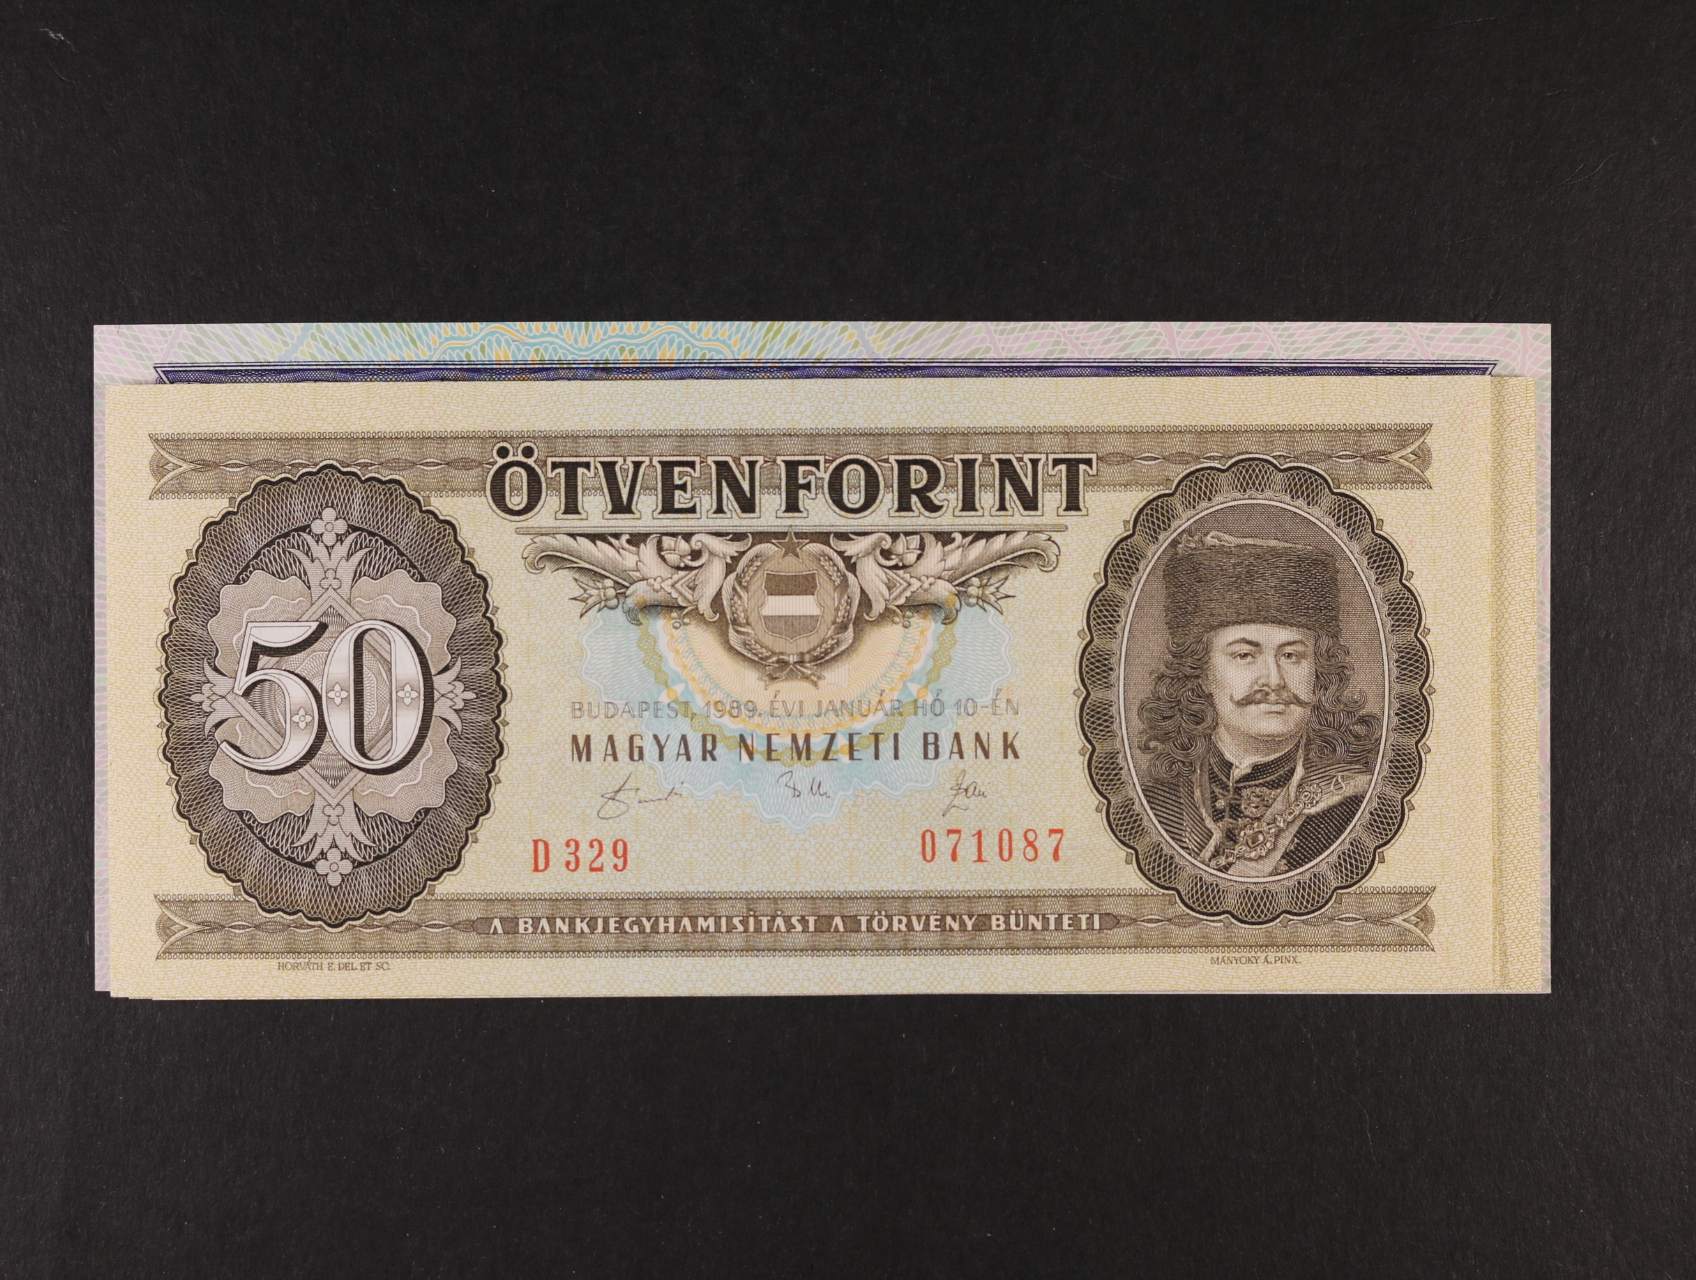 ÖTVEN FORINT
50
BUDAPEST, 1989. ÉVI JANUÁR HÓ 10-ÉN
MAGYAR NEMZETI BANK
D 329
071087
A BANKJEGYHAMISÍTÁST A TÖRVÉNY BÜNTETI
HORVÁTH E. DEL. ET SC.
MÁNYOKY Á. PINX.